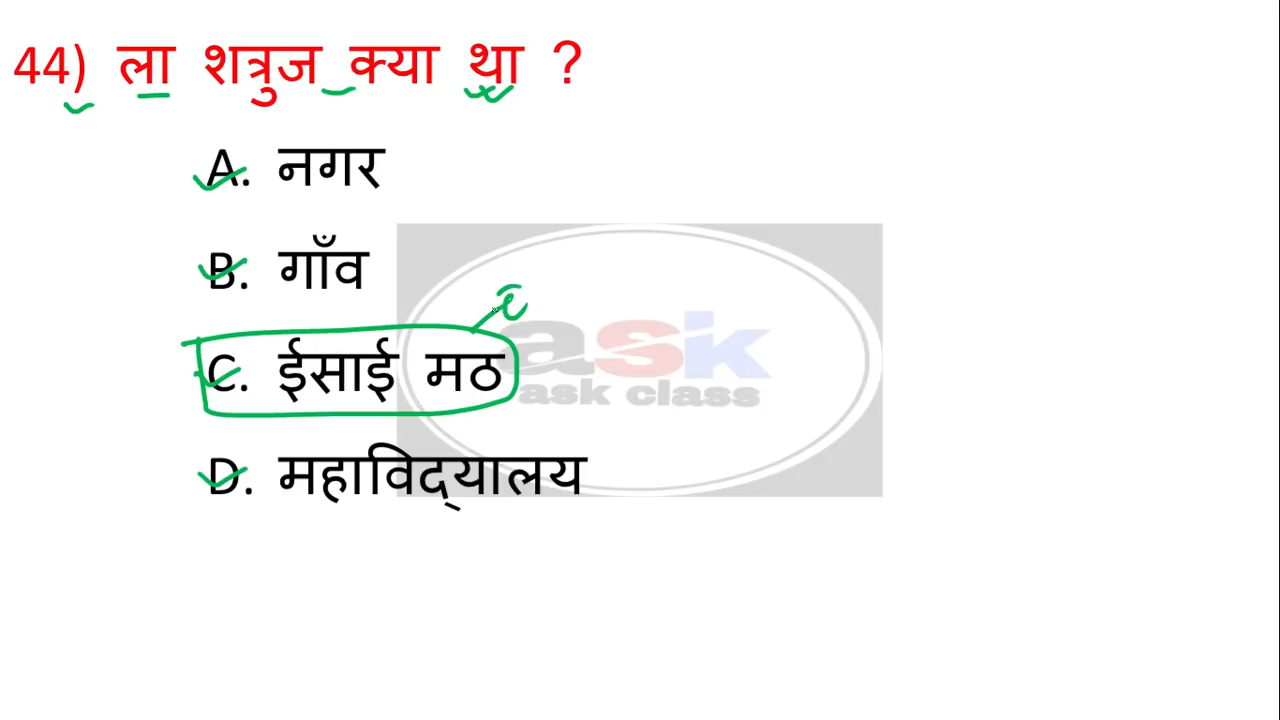 44) ला शत्रुज क्या था ?
A. नगर
B. गाँव
C. ईसाई मठ
D. महाविद्यालय
ask
ask class